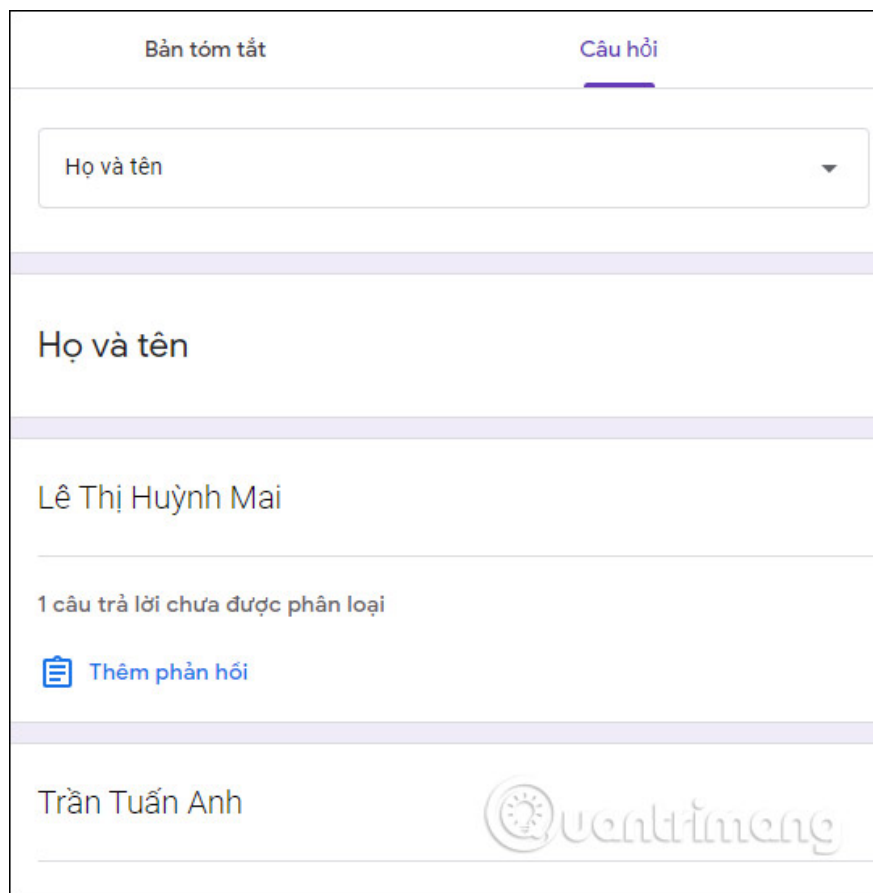 Bản tóm tắt
Câu hỏi
Họ và tên
Họ và tên
Lê Thị Huỳnh Mai
1 câu trả lời chưa được phân loại
Thêm phản hồi
Trần Tuấn Anh
Quantrimang